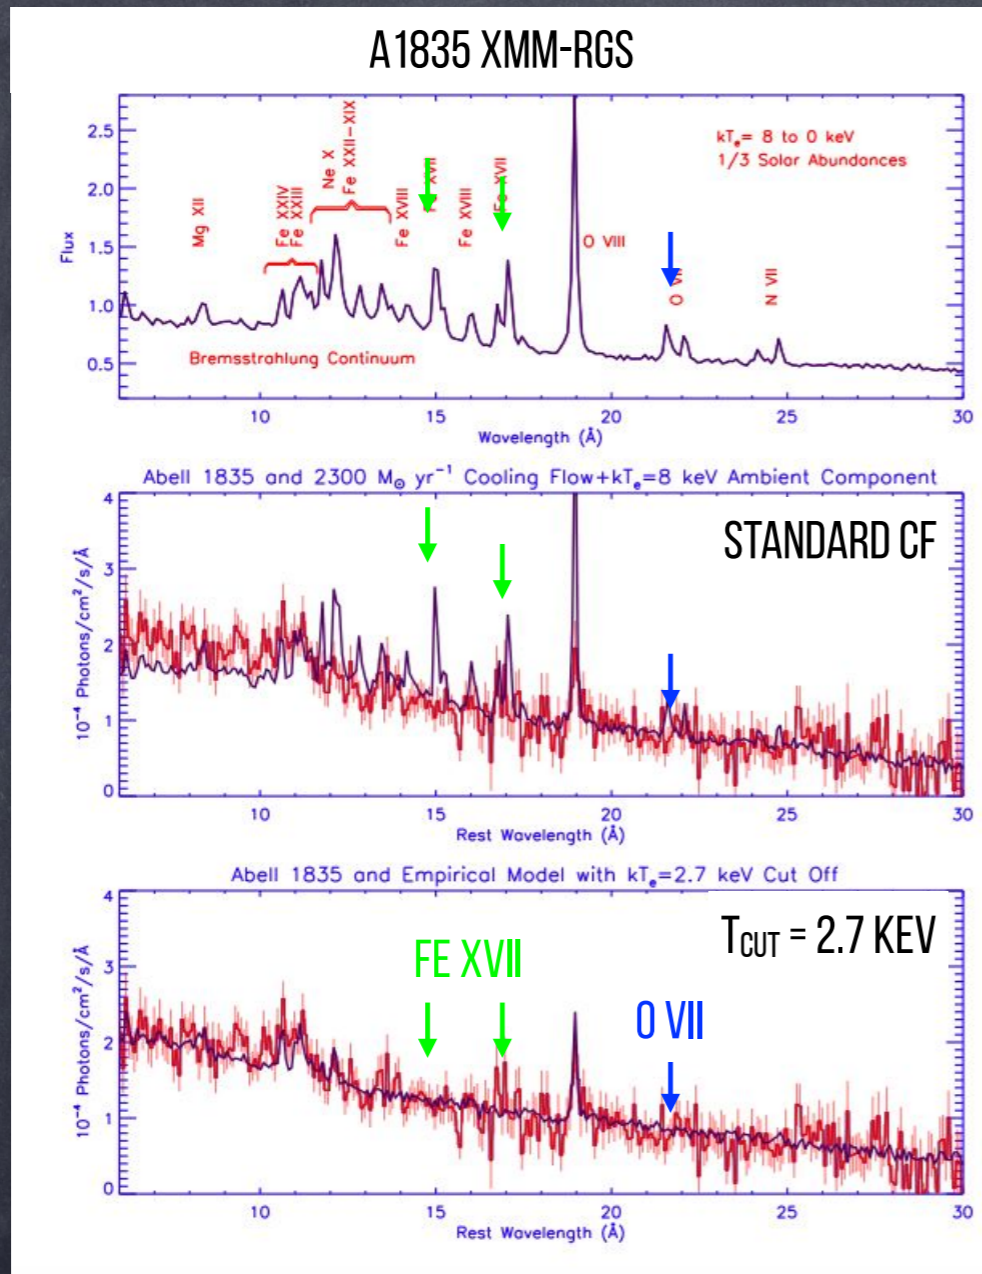 A1835 XMM-RGS
kTe= 8 to 0 keV
1/3 Solar Abundances
Mg XII
Fe XXIV
Fe XXIII
Ne X
Fe XXII-XIX
Fe XVIII
Fe XVII
Fe XVIII
Fe XVII
O VIII
O VII
N VII
Bremsstrahlung Continuum
Flux
2.5
2.0
1.5
1.0
0.5
10 15 20 25 30
Wavelength (Å)
Abell 1835 and 2300 M⊙ yr⁻¹ Cooling Flow+kTe=8 keV Ambient Component
STANDARD CF
10⁻⁴ Photons/cm²/s/Å
4
3
2
1
0
10 15 20 25 30
Rest Wavelength (Å)
Abell 1835 and Empirical Model with kTe=2.7 keV Cut Off
TCUT = 2.7 KEV
FE XVII
O VII
10⁻⁴ Photons/cm²/s/Å
4
3
2
1
0
10 15 20 25 30
Rest Wavelength (Å)